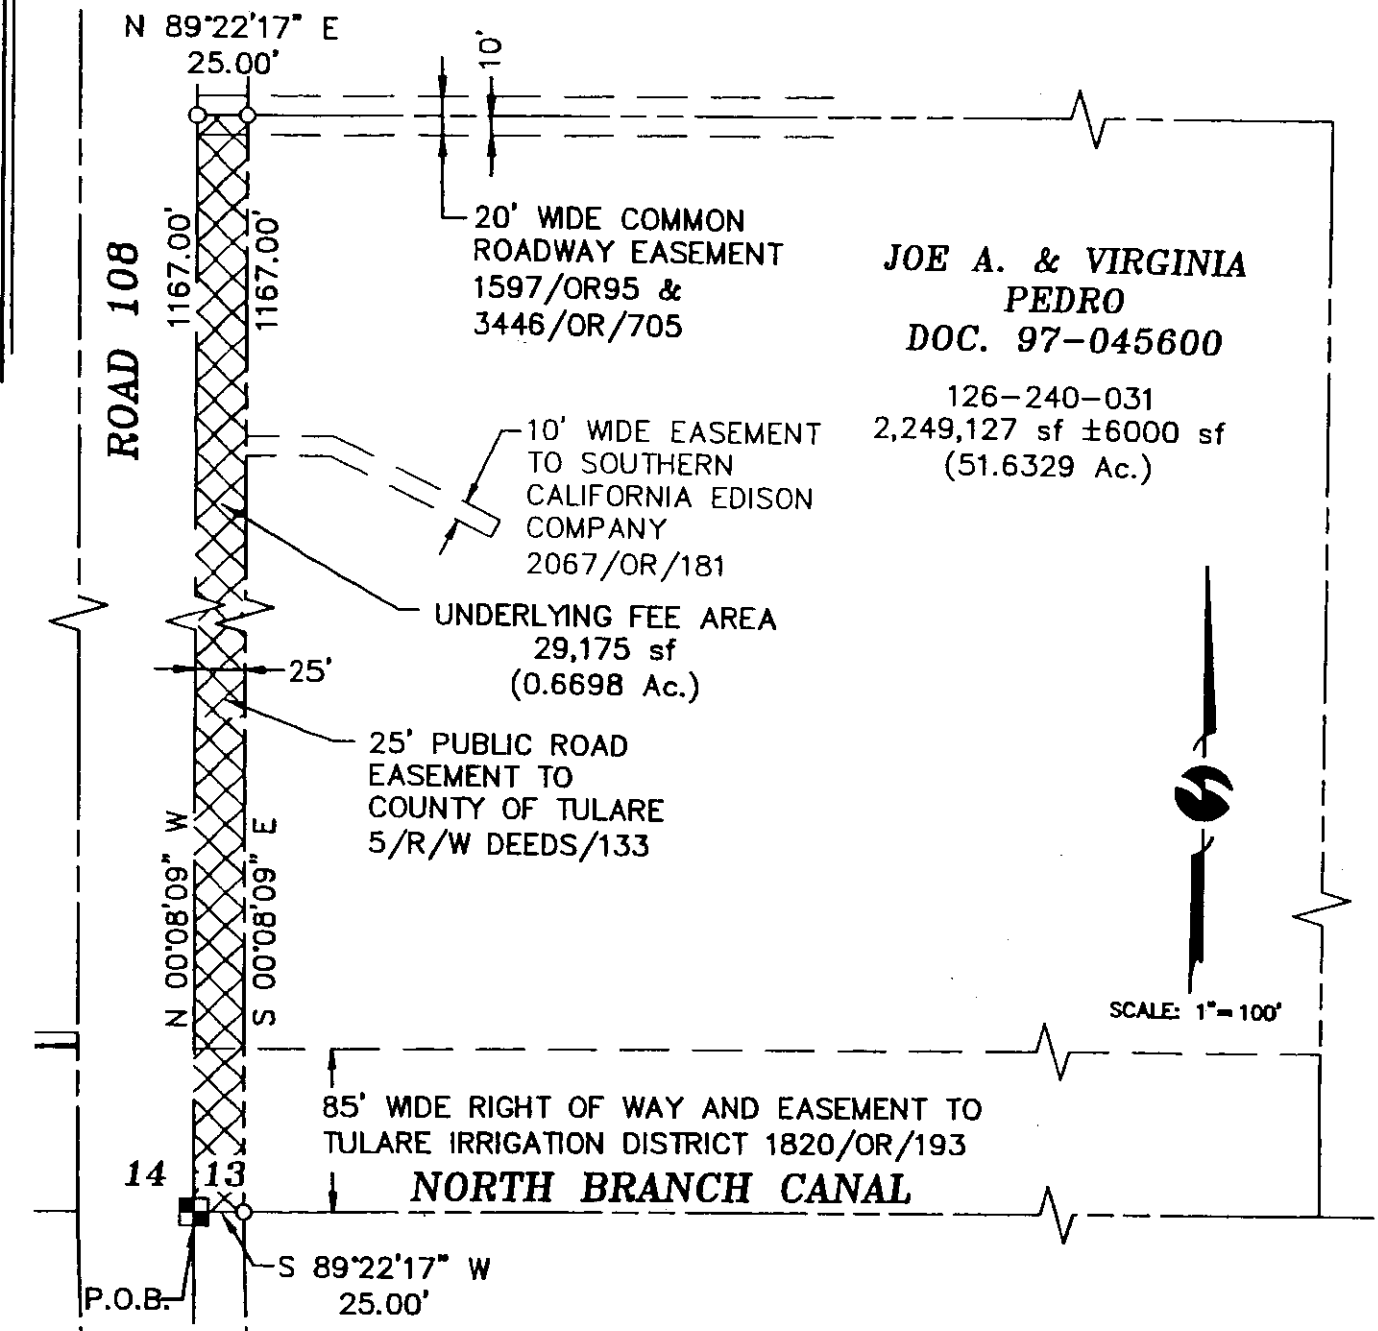 N 89°22'17" E
25.00'
10'
20' WIDE COMMON
ROADWAY EASEMENT
1597/OR95 &
3446/OR/705
JOE A. & VIRGINIA
PEDRO
DOC. 97-045600
126-240-031
2,249,127 sf ±6000 sf
(51.6329 Ac.)
ROAD 108
1167.00'
1167.00'
10' WIDE EASEMENT
TO SOUTHERN
CALIFORNIA EDISON
COMPANY
2067/OR/181
UNDERLYING FEE AREA
29,175 sf
(0.6698 Ac.)
25'
25' PUBLIC ROAD
EASEMENT TO
COUNTY OF TULARE
5/R/W DEEDS/133
N 00°08'09" W
S 00°08'09" E
SCALE: 1"=100'
85' WIDE RIGHT OF WAY AND EASEMENT TO
TULARE IRRIGATION DISTRICT 1820/OR/193
14 13
NORTH BRANCH CANAL
S 89°22'17" W
25.00'
P.O.B.